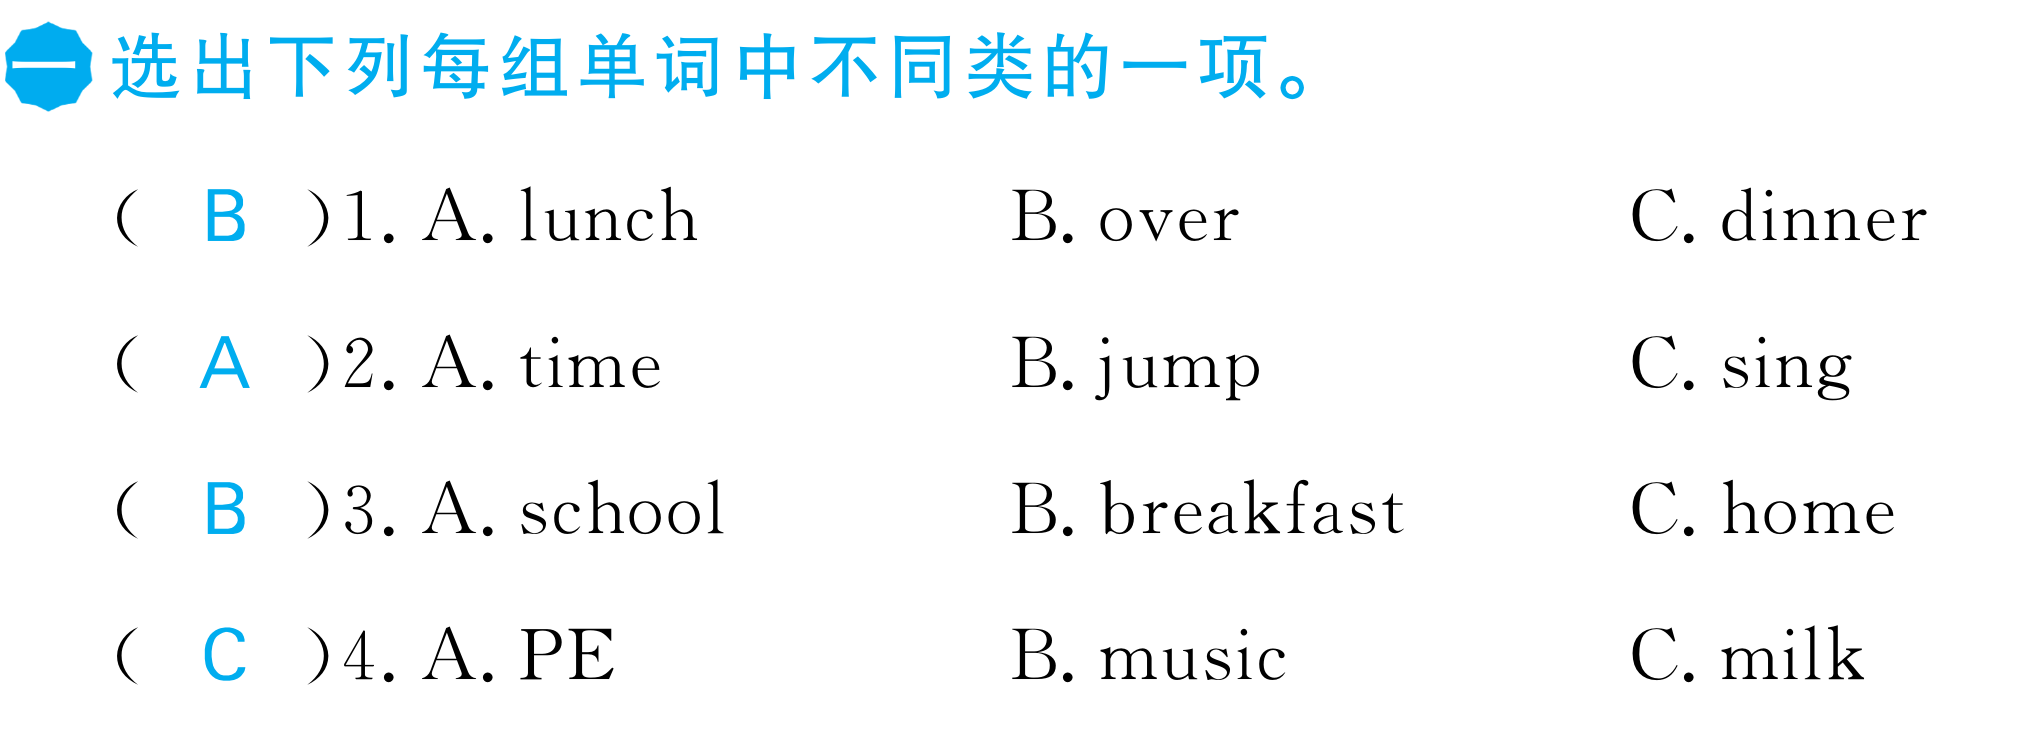 一 选出下列每组单词中不同类的一项。
( B )1. A. lunch B. over C. dinner
( A )2. A. time B. jump C. sing
( B )3. A. school B. breakfast C. home
( C )4. A. PE B. music C. milk